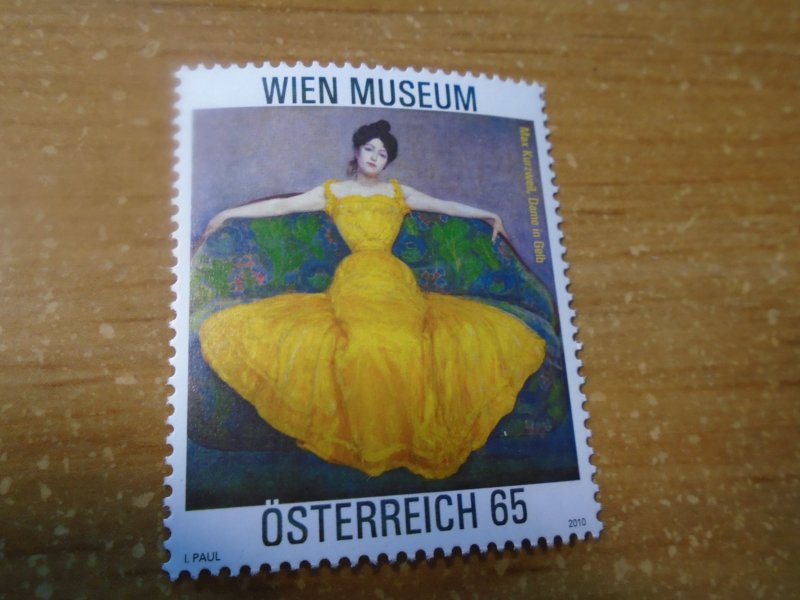 WIEN MUSEUM
Max Kurzweil, Dame in Gelb
ÖSTERREICH 65
I. PAUL
2010